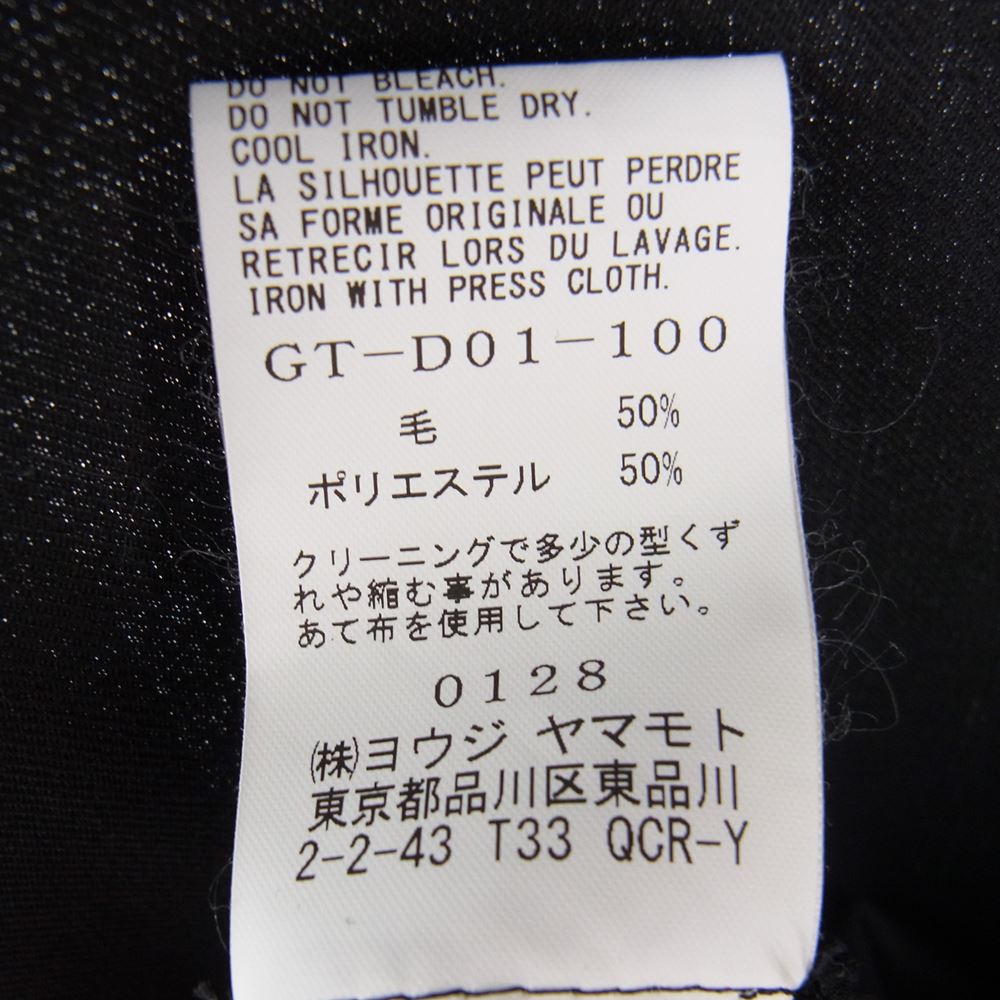 DO NOT BLEACH.
DO NOT TUMBLE DRY.
COOL IRON.
LA SILHOUETTE PEUT PERDRE
SA FORME ORIGINALE OU
RETRECIR LORS DU LAVAGE.
IRON WITH PRESS CLOTH.
GT-D01-100
毛 50%
ポリエステル 50%
クリーニングで多少の型くず
れや縮む事があります。
あて布を使用して下さい。
0128
㈱ヨウジ ヤマモト
東京都品川区東品川
2-2-43 T33 QCR-Y